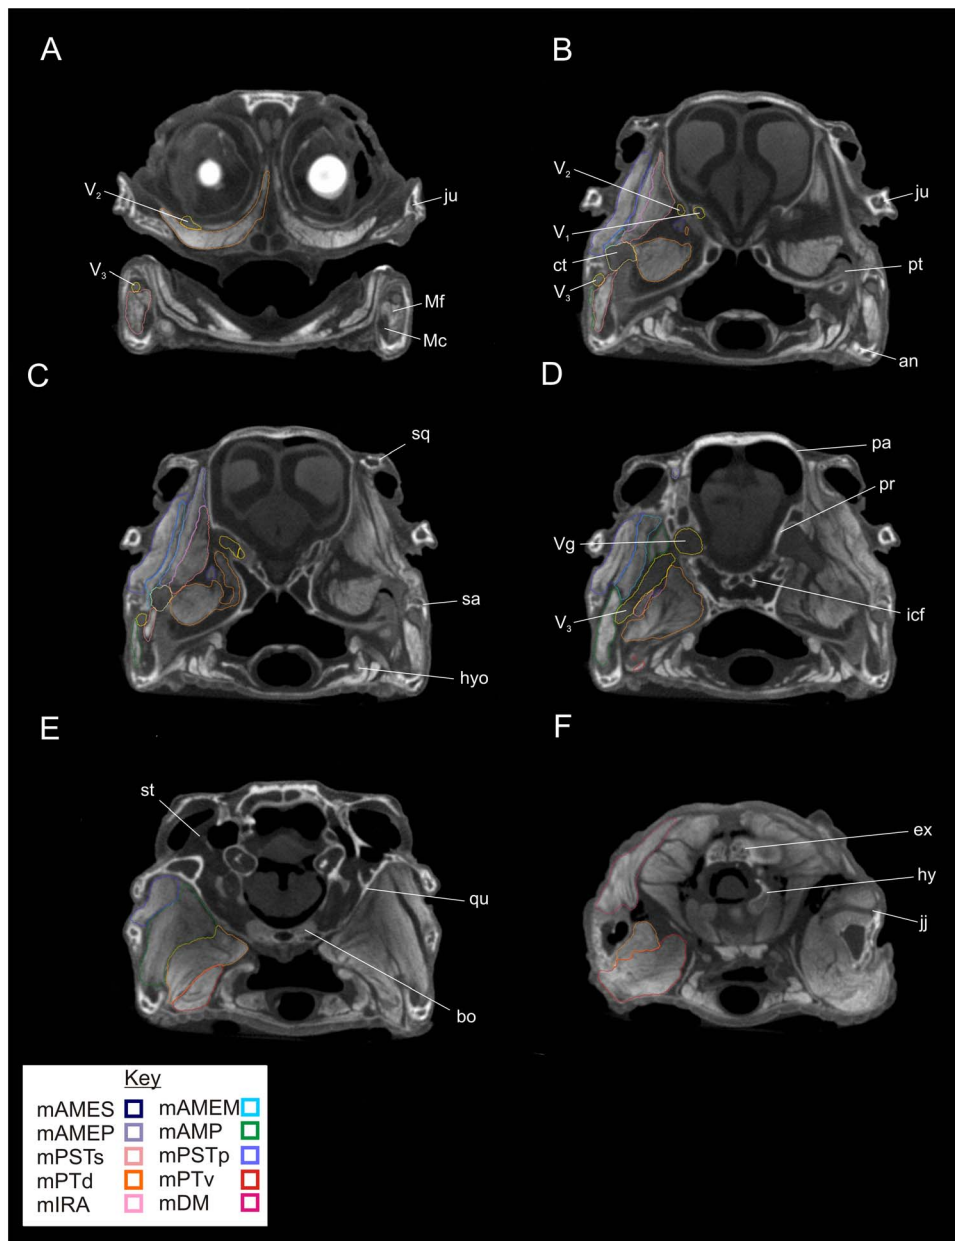 A
V2
V3
ju
Mf
Mc
B
V2
V1
ct
V3
ju
pt
an
C
sq
sa
hyo
D
Vg
V3
pa
pr
icf
E
st
qu
bo
F
ex
hy
jj
Key
mAMES mAMEM
mAMEP mAMP
mPSTs mPSTp
mPTd mPTv
mIRA mDM